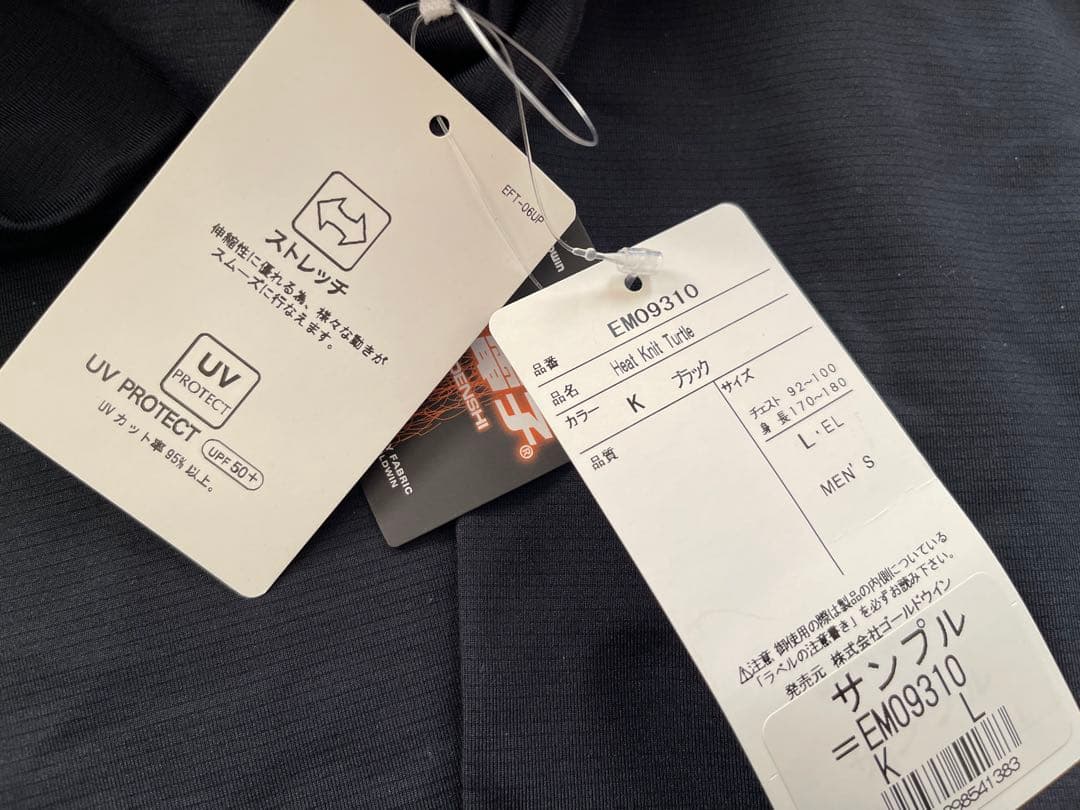 ストレッチ
伸縮性に優れる為、様々な動きが
スムーズに行なえます。
UV
PROTECT
UV PROTECT UPF 50+
UVカット率95%以上。
EFT-06UP
DENSHI
®
FABRIC
品番 EM09310
品名 Heat Knit Turtle
カラー K ブラック
品質
サイズ
チェスト 92~100
身長170~180
L・EL
MEN'S
⚠注意 御使用の際は製品の内側についている
「ラベルの注意書き」を必ずお読み下さい。
発売元 株式会社ゴールドウイン
サンプル
=EM09310
K L
98541383